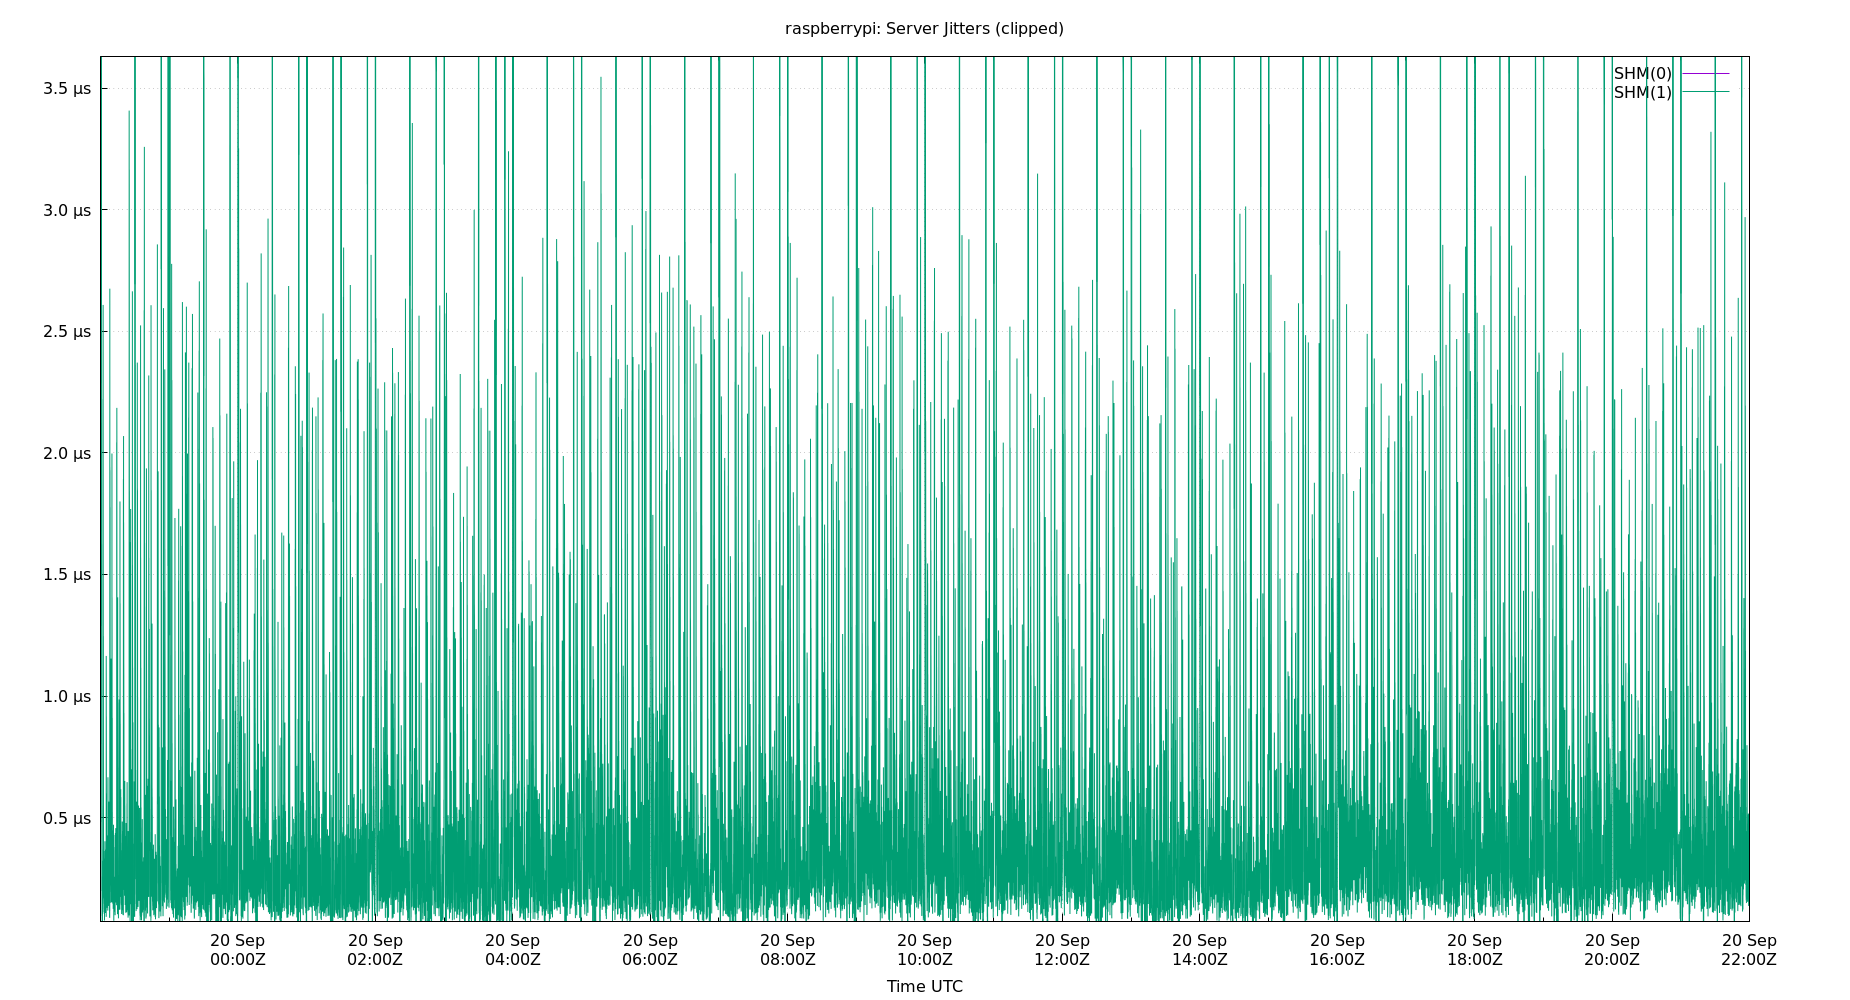 raspberrypi: Server Jitters (clipped)
SHM(0)
SHM(1)
3.5 µs
3.0 µs
2.5 µs
2.0 µs
1.5 µs
1.0 µs
0.5 µs
20 Sep 20 Sep 20 Sep 20 Sep 20 Sep 20 Sep 20 Sep 20 Sep 20 Sep 20 Sep 20 Sep 20 Sep
00:00Z 02:00Z 04:00Z 06:00Z 08:00Z 10:00Z 12:00Z 14:00Z 16:00Z 18:00Z 20:00Z 22:00Z
Time UTC